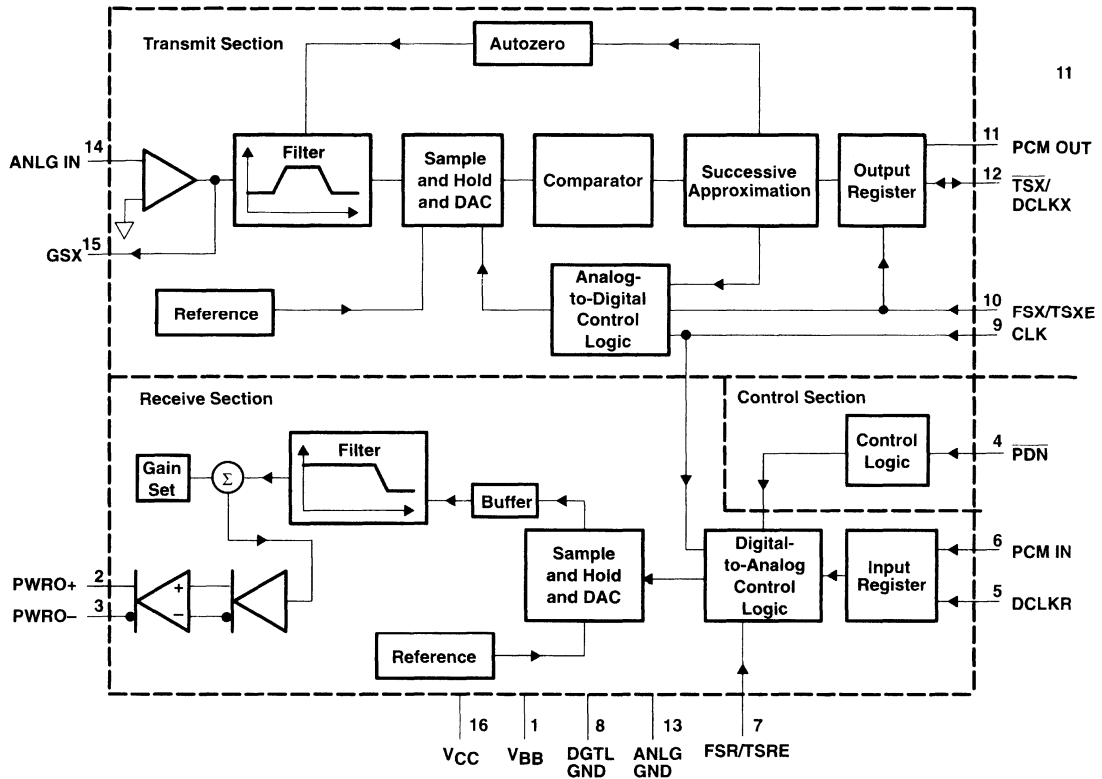 Transmit Section
Autozero
11
14
ANLG IN
Filter
Sample
and Hold
and DAC
Comparator
Successive
Approximation
Output
Register
11
PCM OUT
12
TSX/
DCLKX
15
GSX
Reference
Analog-
to-Digital
Control
Logic
10
FSX/TSXE
9
CLK
Receive Section
Control Section
Gain
Set
Σ
Filter
Buffer
Control
Logic
4
PDN
Sample
and Hold
and DAC
Digital-
to-Analog
Control
Logic
Input
Register
6
PCM IN
5
DCLKR
PWRO+
2
PWRO–
3
+
–
Reference
16
VCC
1
VBB
8
DGTL
GND
13
ANLG
GND
7
FSR/TSRE